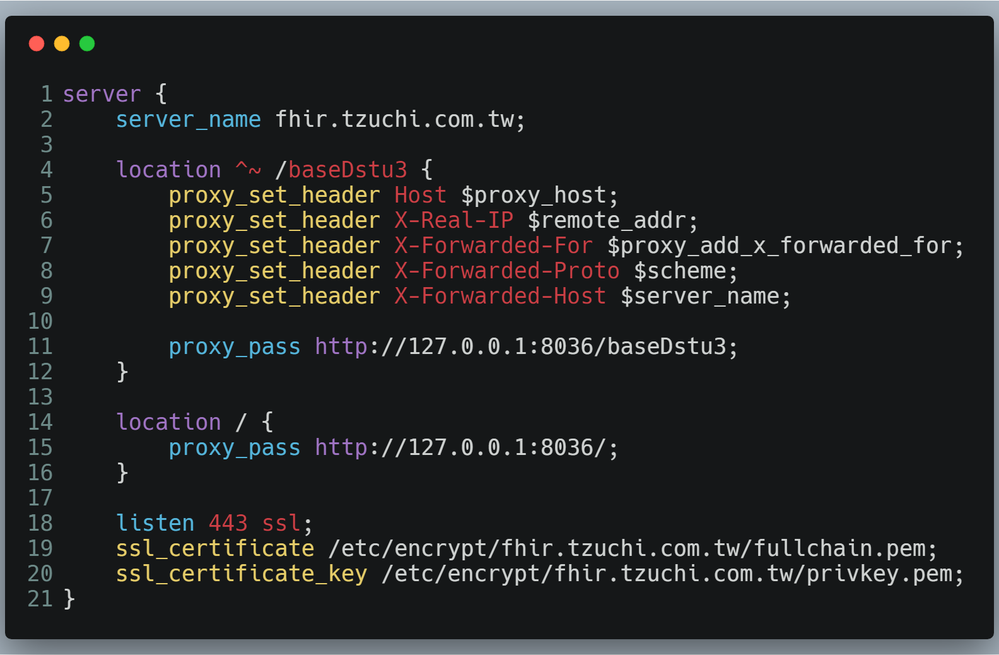 1 server {
2     server_name fhir.tzuchi.com.tw;
3
4     location ^~ /baseDstu3 {
5         proxy_set_header Host $proxy_host;
6         proxy_set_header X-Real-IP $remote_addr;
7         proxy_set_header X-Forwarded-For $proxy_add_x_forwarded_for;
8         proxy_set_header X-Forwarded-Proto $scheme;
9         proxy_set_header X-Forwarded-Host $server_name;
10
11         proxy_pass http://127.0.0.1:8036/baseDstu3;
12     }
13
14     location / {
15         proxy_pass http://127.0.0.1:8036/;
16     }
17
18     listen 443 ssl;
19     ssl_certificate /etc/encrypt/fhir.tzuchi.com.tw/fullchain.pem;
20     ssl_certificate_key /etc/encrypt/fhir.tzuchi.com.tw/privkey.pem;
21 }